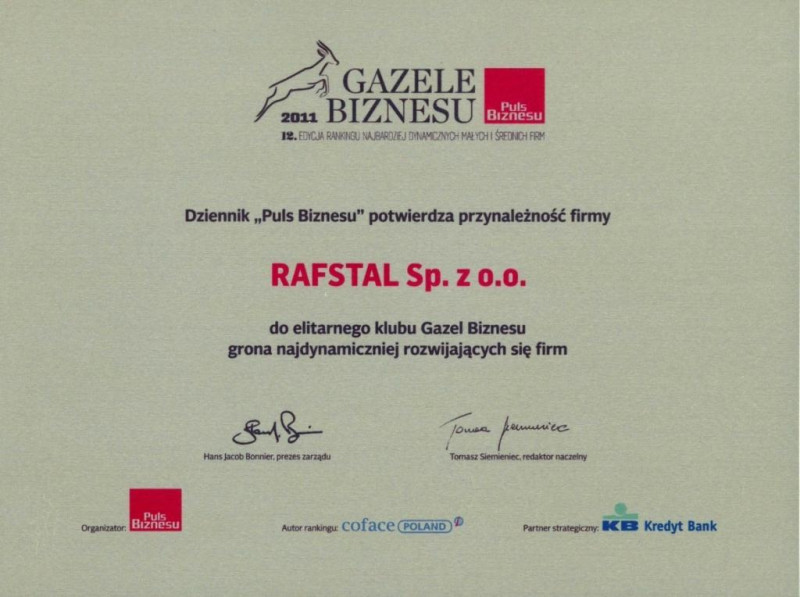 GAZELE
2011 BIZNESU
Puls
Biznesu
12. EDYCJA RANKINGU NAJBARDZIEJ DYNAMICZNYCH MAŁYCH I ŚREDNICH FIRM
Dziennik „Puls Biznesu” potwierdza przynależność firmy
RAFSTAL Sp. z o.o.
do elitarnego klubu Gazel Biznesu
grona najdynamiczniej rozwijających się firm
Hans Jacob Bonnier, prezes zarządu
Tomasz Siemieniec, redaktor naczelny
Organizator: Puls Biznesu
Autor rankingu: coface POLAND
Partner strategiczny: KB Kredyt Bank